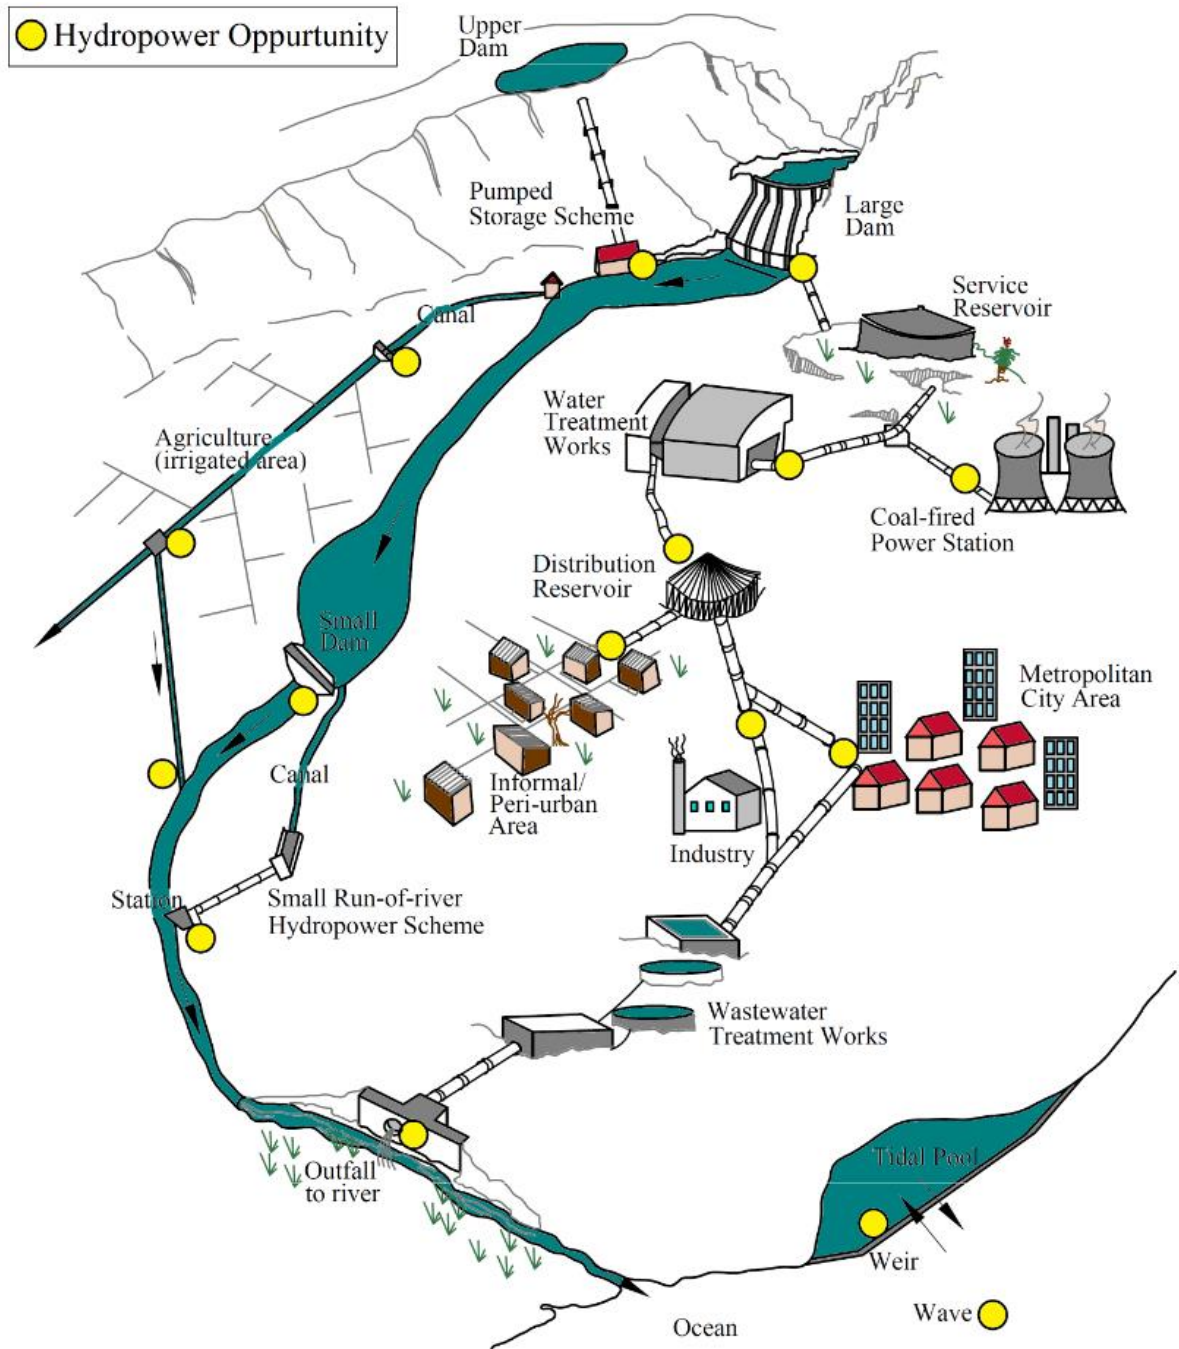 Hydropower Oppurtunity
Upper
Dam
Pumped
Storage Scheme
Large
Dam
Service
Reservoir
Canal
Water
Treatment
Works
Agriculture
(irrigated area)
Coal-fired
Power Station
Distribution
Reservoir
Small
Dam
Metropolitan
City Area
Canal
Informal/
Peri-urban
Area
Industry
Station
Small Run-of-river
Hydropower Scheme
Wastewater
Treatment Works
Outfall
to river
Tidal Pool
Weir
Wave
Ocean